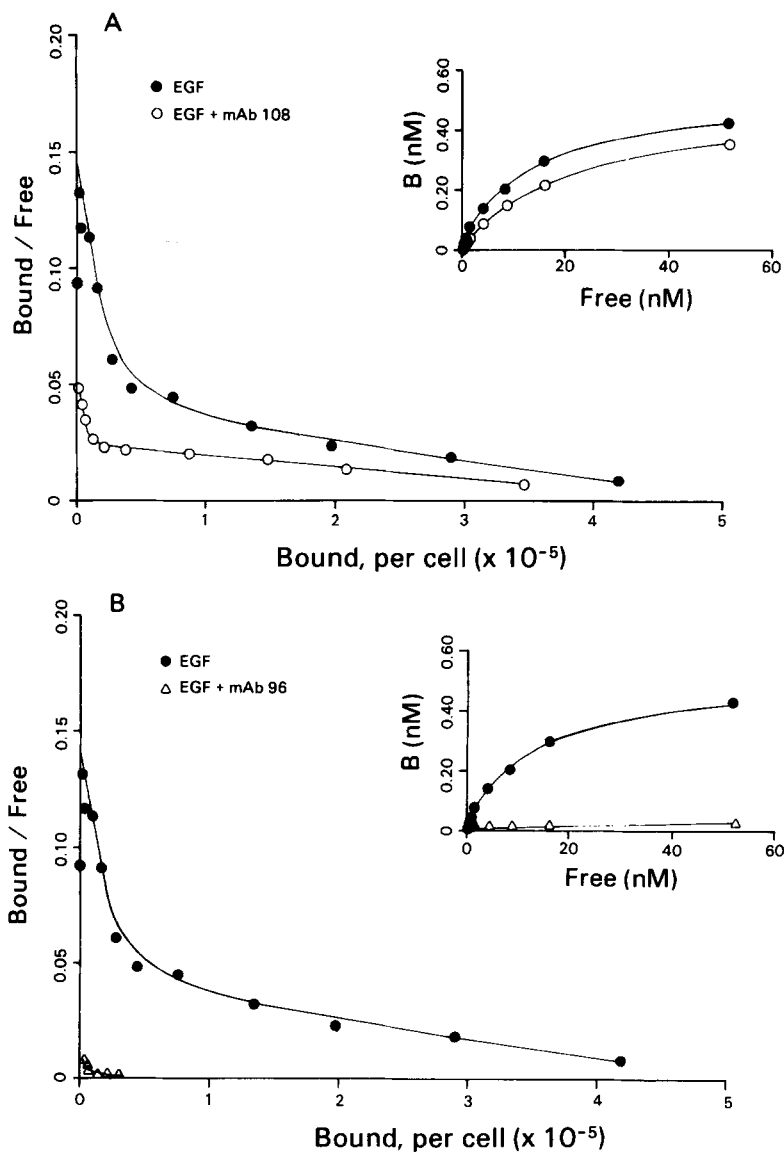 A
0.20
0.15
0.10
0.05
0
Bound / Free
● EGF
○ EGF + mAb 108
0 1 2 3 4 5
Bound, per cell (x 10⁻⁵)
0.60
0.40
0.20
0.00
B (nM)
0 20 40 60
Free (nM)
B
0.20
0.15
0.10
0.05
0
Bound / Free
● EGF
△ EGF + mAb 96
0 1 2 3 4 5
Bound, per cell (x 10⁻⁵)
0.60
0.40
0.20
0.00
B (nM)
0 20 40 60
Free (nM)